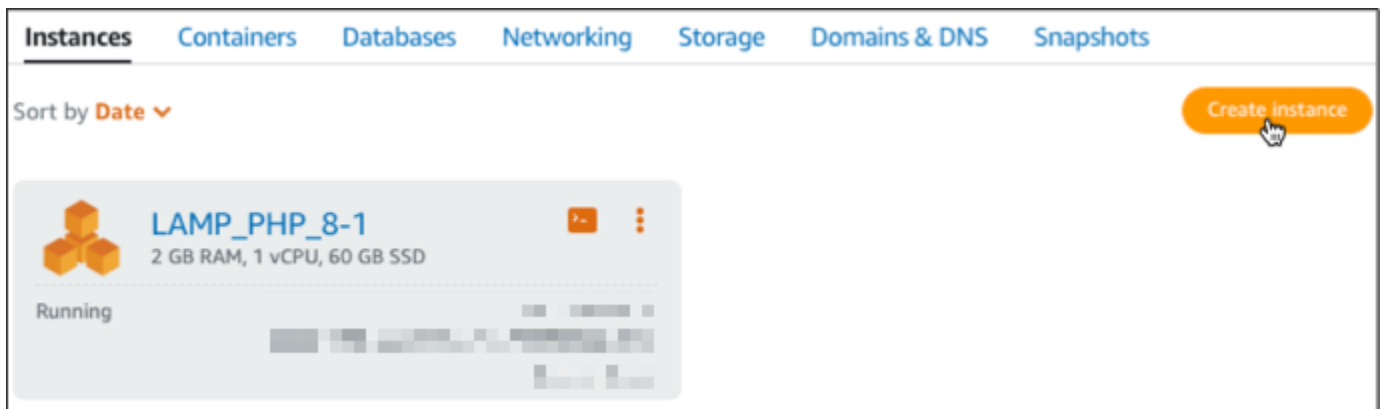 Instances Containers Databases Networking Storage Domains & DNS Snapshots
Sort by Date
Create instance
LAMP_PHP_8-1
2 GB RAM, 1 vCPU, 60 GB SSD
Running